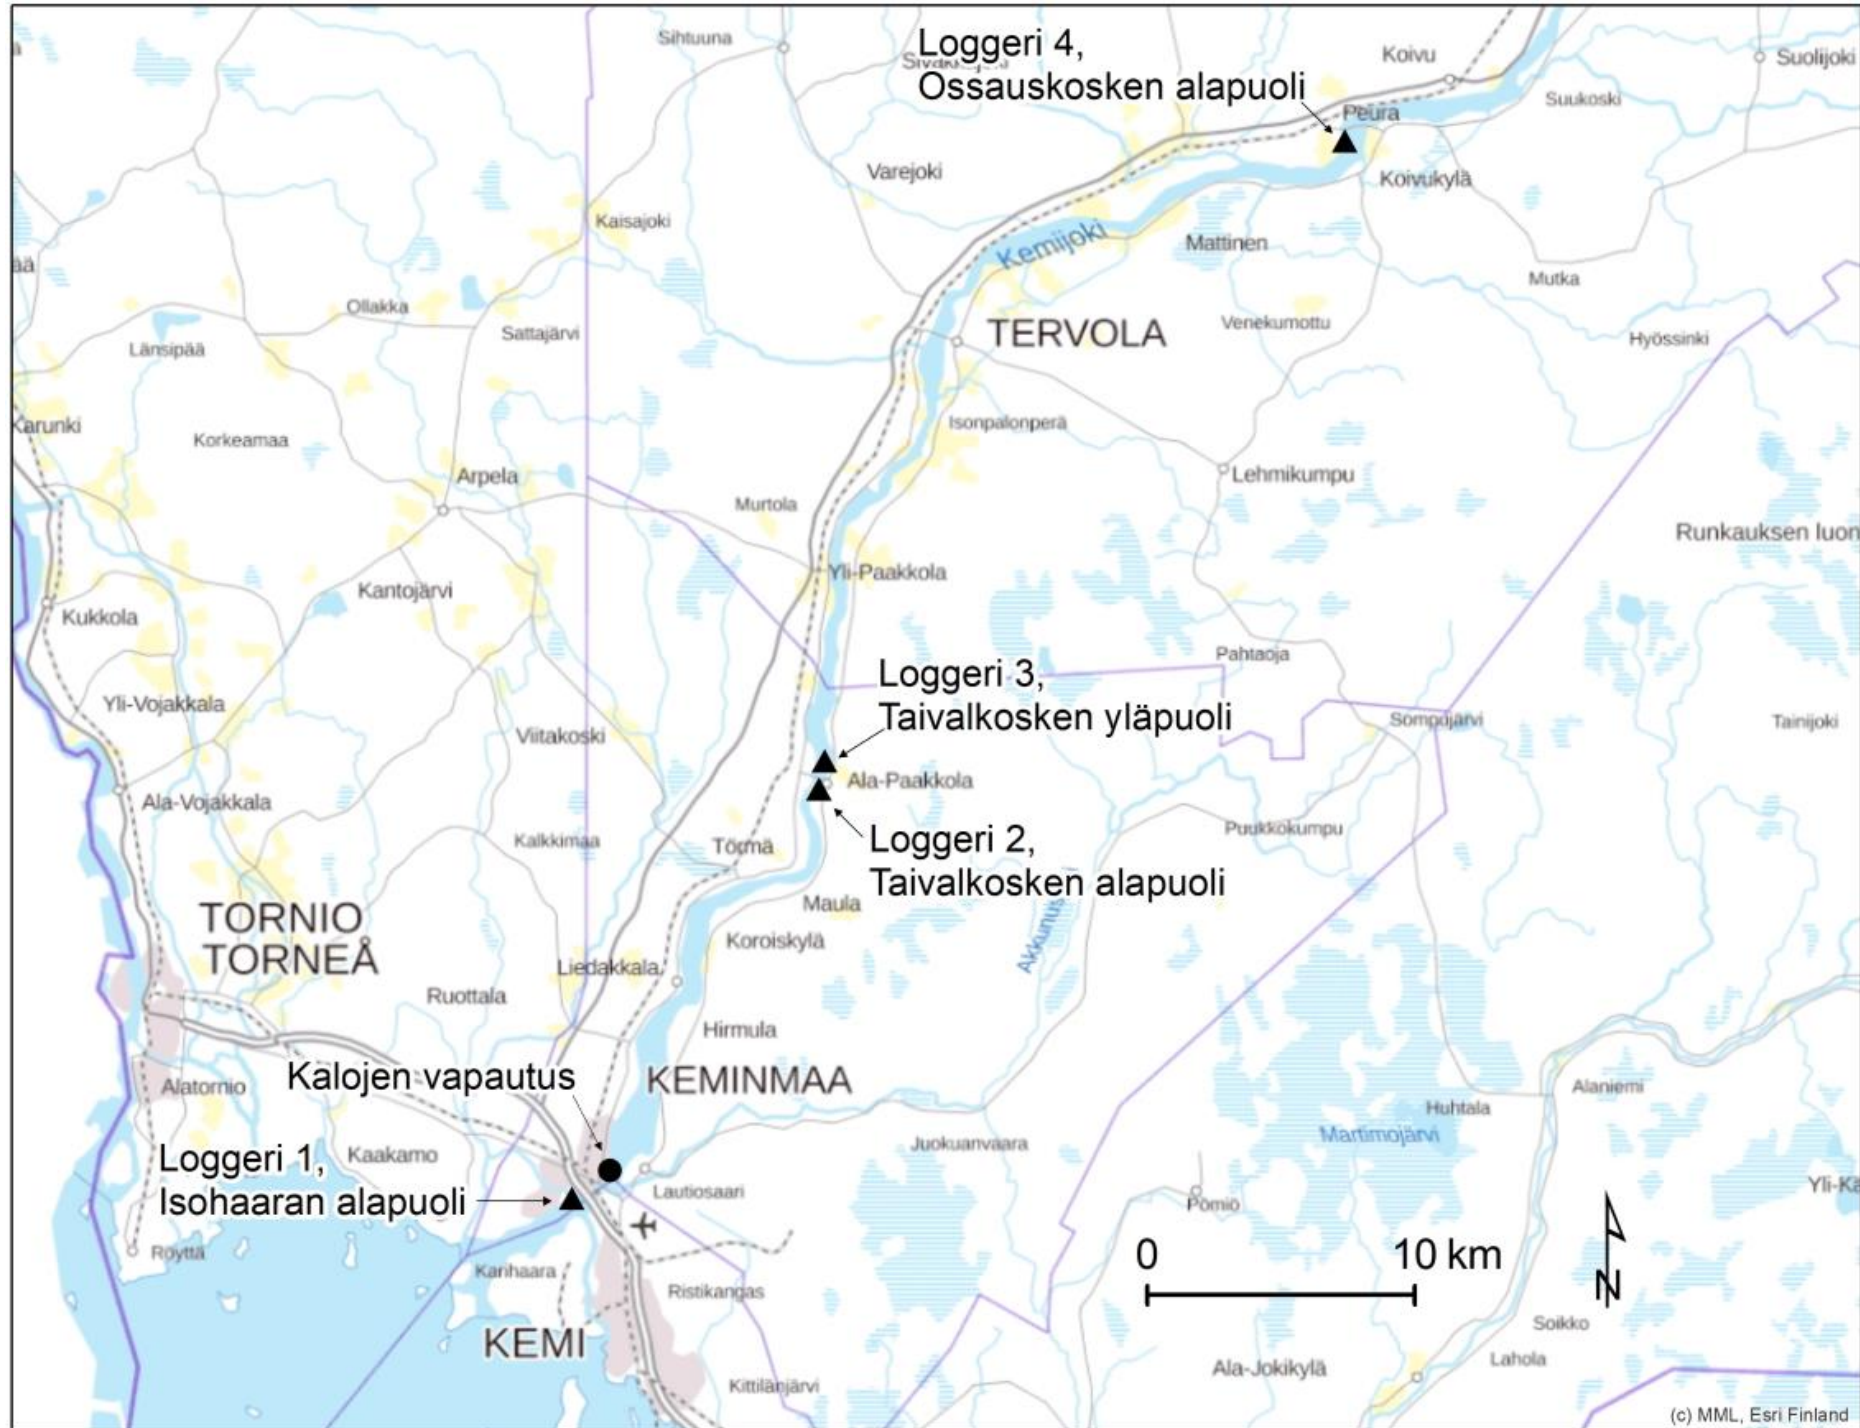 Sihtuuna
Loggeri 4,
Ossauskosken alapuoli
Koivu
Suolijoki
Suukoski
Peura
Varejoki
Koivukylä
Kaisajoki
Kemijoki
Mattinen
Mutka
ää
Ollakka
Sattajärvi
Länsipää
TERVOLA
Venekumottu
Hyössinki
Karunki
Korkeamaa
Isonpalonperä
Arpela
Murtola
Lehmikumpu
Runkauksen luon
Yli-Paakkola
Kantojärvi
Kukkola
Pahtaoja
Loggeri 3,
Taivalkosken yläpuoli
Yli-Vojakkala
Viitakoski
Sompujärvi
Tainijoki
Ala-Paakkola
Ala-Vojakkala
Kalkkimaa
Törmä
Puukkokumpu
Loggeri 2,
Taivalkosken alapuoli
Maula
TORNIO
TORNEÅ
Koroiskylä
Liedakkala
Akkunus
Ruottala
Hirmula
Kalojen vapautus
KEMINMAA
Alatornio
Alaniemi
Huhtala
Martimojärvi
Juokuanvaara
Kaakamo
Loggeri 1,
Isohaaran alapuoli
Lautiosaari
Pömiö
Yli-Kä
Röyttä
0
10 km
Karihaara
Ristikangas
N
KEMI
Soikko
Lahola
Ala-Jokikylä
Kittilänjärvi
(c) MML, Esri Finland